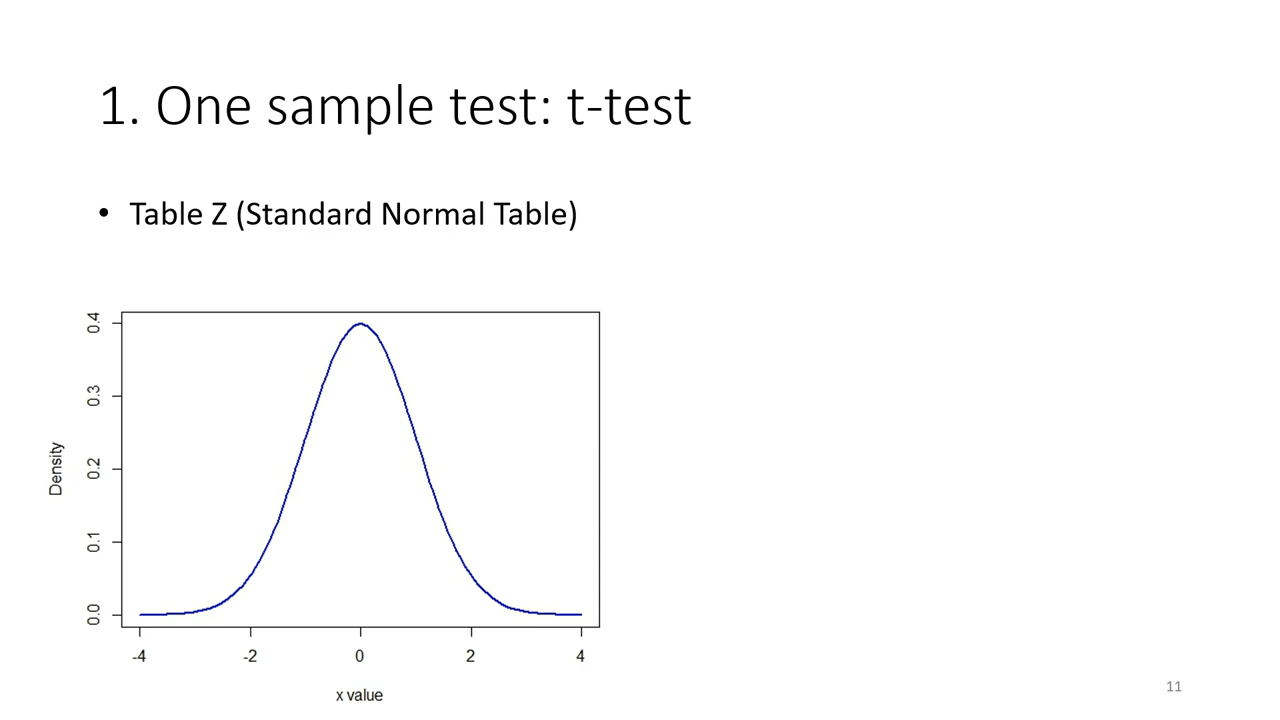 1. One sample test: t-test
• Table Z (Standard Normal Table)
0.4
0.3
0.2
0.1
0.0
Density
-4 -2 0 2 4
x value
11